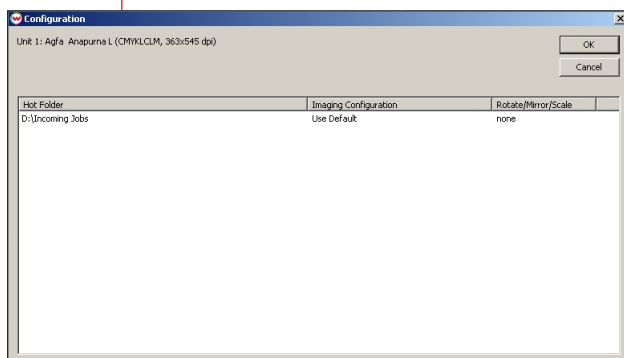 Configuration
Unit 1: Agfa Anapurna L (CMYKLCLM, 363x545 dpi)
OK
Cancel
Hot Folder Imaging Configuration Rotate/Mirror/Scale
D:\Incoming Jobs Use Default none